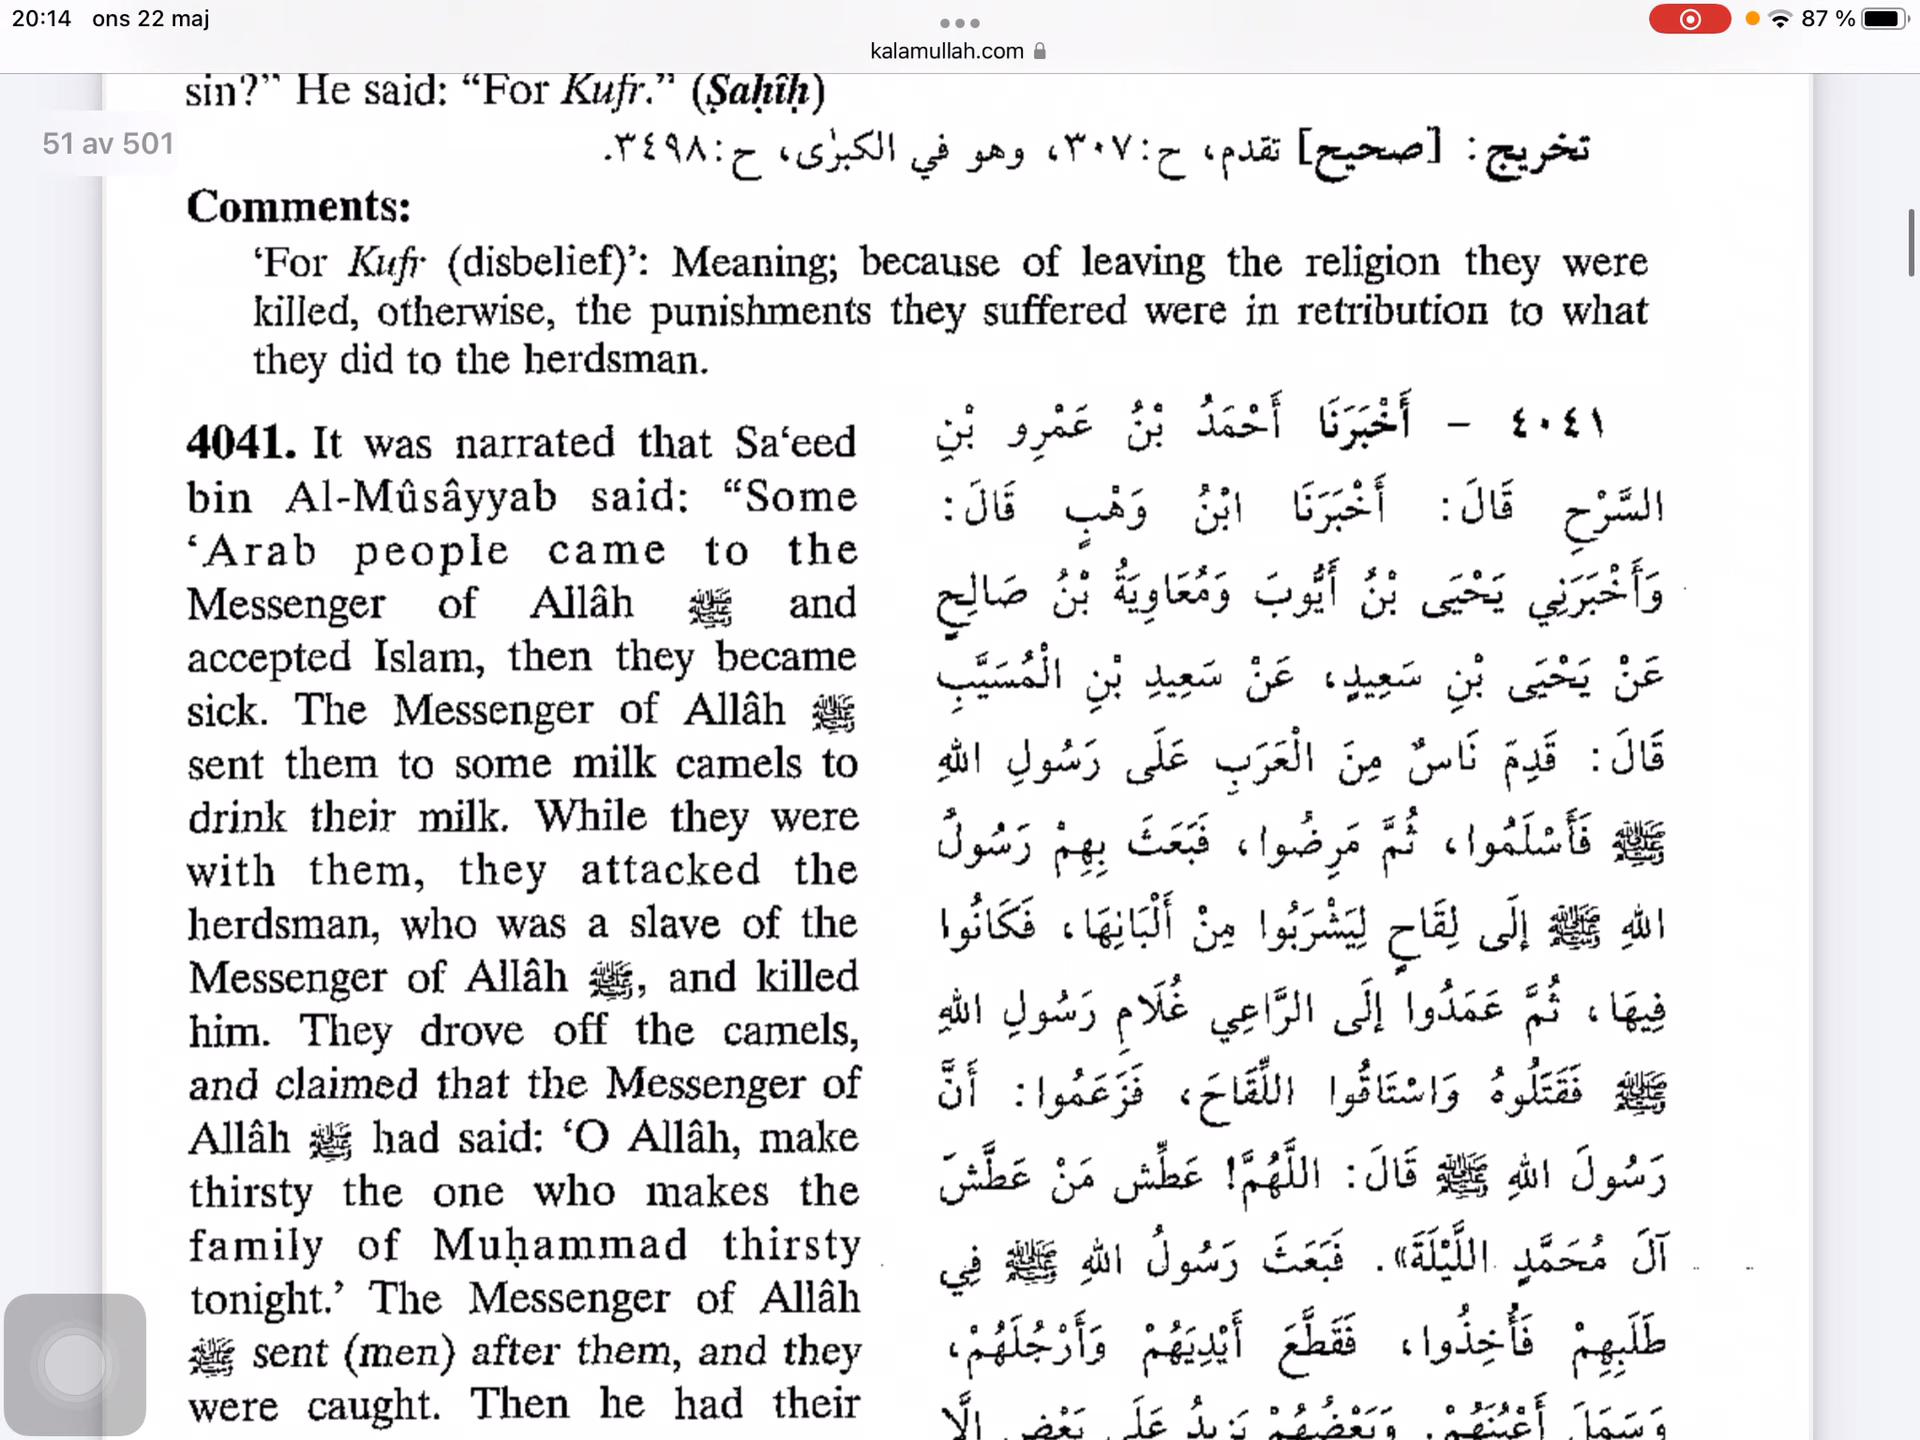 20:14 ons 22 maj
87 %
kalamullah.com
sin?” He said: “For Kufr.” (Ṣaḥîḥ)
51 av 501
تخريج: [صحيح] تقدم، ح:٣٠٧، وهو في الكبرٰى، ح:٣٤٩٨.
Comments:
‘For Kufr (disbelief)’: Meaning; because of leaving the religion they were
killed, otherwise, the punishments they suffered were in retribution to what
they did to the herdsman.
4041. It was narrated that Sa‘eed
bin Al-Mûsâyyab said: “Some
‘Arab people came to the
Messenger of Allâh ﷺ and
accepted Islam, then they became
sick. The Messenger of Allâh ﷺ
sent them to some milk camels to
drink their milk. While they were
with them, they attacked the
herdsman, who was a slave of the
Messenger of Allâh ﷺ, and killed
him. They drove off the camels,
and claimed that the Messenger of
Allâh ﷺ had said: ‘O Allâh, make
thirsty the one who makes the
family of Muḥammad thirsty
tonight.’ The Messenger of Allâh
ﷺ sent (men) after them, and they
were caught. Then he had their
٤٠٤١ – أَخْبَرَنَا أَحْمَدُ بْنُ عَمْرِو بْنِ
السَّرْحِ قَالَ: أَخْبَرَنَا ابْنُ وَهْبٍ قَالَ:
وَأَخْبَرَنِي يَحْيَى بْنُ أَيُّوبَ وَمُعَاوِيَةُ بْنُ صَالِحٍ
عَنْ يَحْيَى بْنِ سَعِيدٍ، عَنْ سَعِيدِ بْنِ الْمُسَيَّبِ
قَالَ: قَدِمَ نَاسٌ مِنَ الْعَرَبِ عَلَى رَسُولِ اللهِ
ﷺ فَأَسْلَمُوا، ثُمَّ مَرِضُوا، فَبَعَثَ بِهِمْ رَسُولُ
اللهِ ﷺ إِلَى لِقَاحٍ لِيَشْرَبُوا مِنْ أَلْبَانِهَا، فَكَانُوا
فِيهَا، ثُمَّ عَمَدُوا إِلَى الرَّاعِي غُلَامِ رَسُولِ اللهِ
ﷺ فَقَتَلُوهُ وَاسْتَاقُوا اللِّقَاحَ، فَزَعَمُوا: أَنَّ
رَسُولَ اللهِ ﷺ قَالَ: اللَّهُمَّ! عَطِّشْ مَنْ عَطَّشَ
آلَ مُحَمَّدٍ اللَّيْلَةَ». فَبَعَثَ رَسُولُ اللهِ ﷺ فِي
طَلَبِهِمْ فَأُخِذُوا، فَقَطَّعَ أَيْدِيَهُمْ وَأَرْجُلَهُمْ،
وَسَمَلَ أَعْيُنَهُمْ. وَبَعْضُهُمْ يَزِيدُ عَلَى بَعْضٍ إِلَّا